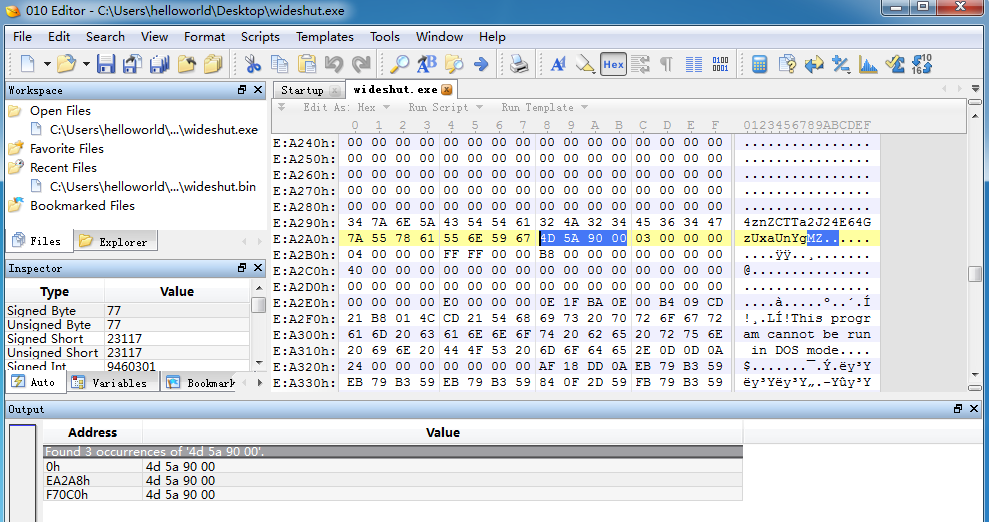 010 Editor - C:\Users\helloworld\Desktop\wideshut.exe
File Edit Search View Format Scripts Templates Tools Window Help
Workspace
Open Files
C:\Users\helloworld\...\wideshut.exe
Favorite Files
Recent Files
C:\Users\helloworld\...\wideshut.bin
Bookmarked Files
Files Explorer
Inspector
Type Value
Signed Byte 77
Unsigned Byte 77
Signed Short 23117
Unsigned Short 23117
Signed Int 9460301
Auto Variables Bookmark
Startup wideshut.exe
Edit As: Hex Run Script Run Template
0 1 2 3 4 5 6 7 8 9 A B C D E F 0123456789ABCDEF
E:A240h: 00 00 00 00 00 00 00 00 00 00 00 00 00 00 00 00 ................
E:A250h: 00 00 00 00 00 00 00 00 00 00 00 00 00 00 00 00 ................
E:A260h: 00 00 00 00 00 00 00 00 00 00 00 00 00 00 00 00 ................
E:A270h: 00 00 00 00 00 00 00 00 00 00 00 00 00 00 00 00 ................
E:A280h: 00 00 00 00 00 00 00 00 00 00 00 00 00 00 00 00 ................
E:A290h: 34 7A 6E 5A 43 54 54 61 32 4A 32 34 45 36 34 47 4znZCTTa2J24E64G
E:A2A0h: 7A 55 78 61 55 6E 59 67 4D 5A 90 00 03 00 00 00 zUxaUnYgMZ......
E:A2B0h: 04 00 00 00 FF FF 00 00 B8 00 00 00 00 00 00 00 ....ÿÿ..¸.......
E:A2C0h: 40 00 00 00 00 00 00 00 00 00 00 00 00 00 00 00 @...............
E:A2D0h: 00 00 00 00 00 00 00 00 00 00 00 00 00 00 00 00 ................
E:A2E0h: 00 00 00 00 E0 00 00 00 0E 1F BA 0E 00 B4 09 CD ....à.....º..´.Í
E:A2F0h: 21 B8 01 4C CD 21 54 68 69 73 20 70 72 6F 67 72 !¸.LÍ!This progr
E:A300h: 61 6D 20 63 61 6E 6E 6F 74 20 62 65 20 72 75 6E am cannot be run
E:A310h: 20 69 6E 20 44 4F 53 20 6D 6F 64 65 2E 0D 0D 0A in DOS mode....
E:A320h: 24 00 00 00 00 00 00 00 AF 18 DD 0A EB 79 B3 59 $.......¯.Ý.ëy³Y
E:A330h: EB 79 B3 59 EB 79 B3 59 84 0F 2D 59 FB 79 B3 59 ëy³Yëy³Y„.-Yûy³Y
Output
Address Value
Found 3 occurrences of '4d 5a 90 00'.
0h 4d 5a 90 00
EA2A8h 4d 5a 90 00
F70C0h 4d 5a 90 00